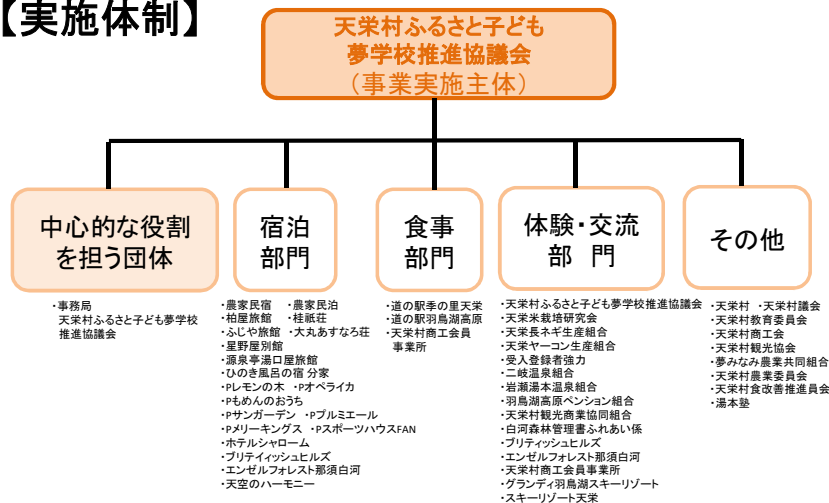 【実施体制】
天栄村ふるさと子ども
夢学校推進協議会
（事業実施主体）
中心的な役割
を担う団体
・事務局
天栄村ふるさと子ども夢学校
推進協議会
宿泊
部門
・農家民宿 ・農家民泊
・柏屋旅館 ・桂祇荘
・ふじや旅館 ・大丸あすなろ荘
・星野屋別館
・源泉亭湯口屋旅館
・ひのき風呂の宿 分家
・Pレモンの木 ・Pオペライカ
・Pもめんのおうち
・Pサンガーデン ・Pプルミエール
・Pメリーキングス ・PスポーツハウスFAN
・ホテルシャローム
・ブリティッシュヒルズ
・エンゼルフォレスト那須白河
・天空のハーモニー
食事
部門
・道の駅季の里天栄
・道の駅羽鳥湖高原
・天栄村商工会員
事業所
体験・交流
部 門
・天栄村ふるさと子ども夢学校推進協議会
・天栄米栽培研究会
・天栄長ネギ生産組合
・天栄ヤーコン生産組合
・受入登録者強力
・二岐温泉組合
・岩瀬湯本温泉組合
・羽鳥湖高原ペンション組合
・天栄村観光商業協同組合
・白河森林管理書ふれあい係
・ブリティッシュヒルズ
・エンゼルフォレスト那須白河
・天栄村商工会員事業所
・グランディ羽鳥湖スキーリゾート
・スキーリゾート天栄
その他
・天栄村 ・天栄村議会
・天栄村教育委員会
・天栄村商工会
・天栄村観光協会
・夢みなみ農業共同組合
・天栄村農業委員会
・天栄村食改善推進員会
・湯本塾